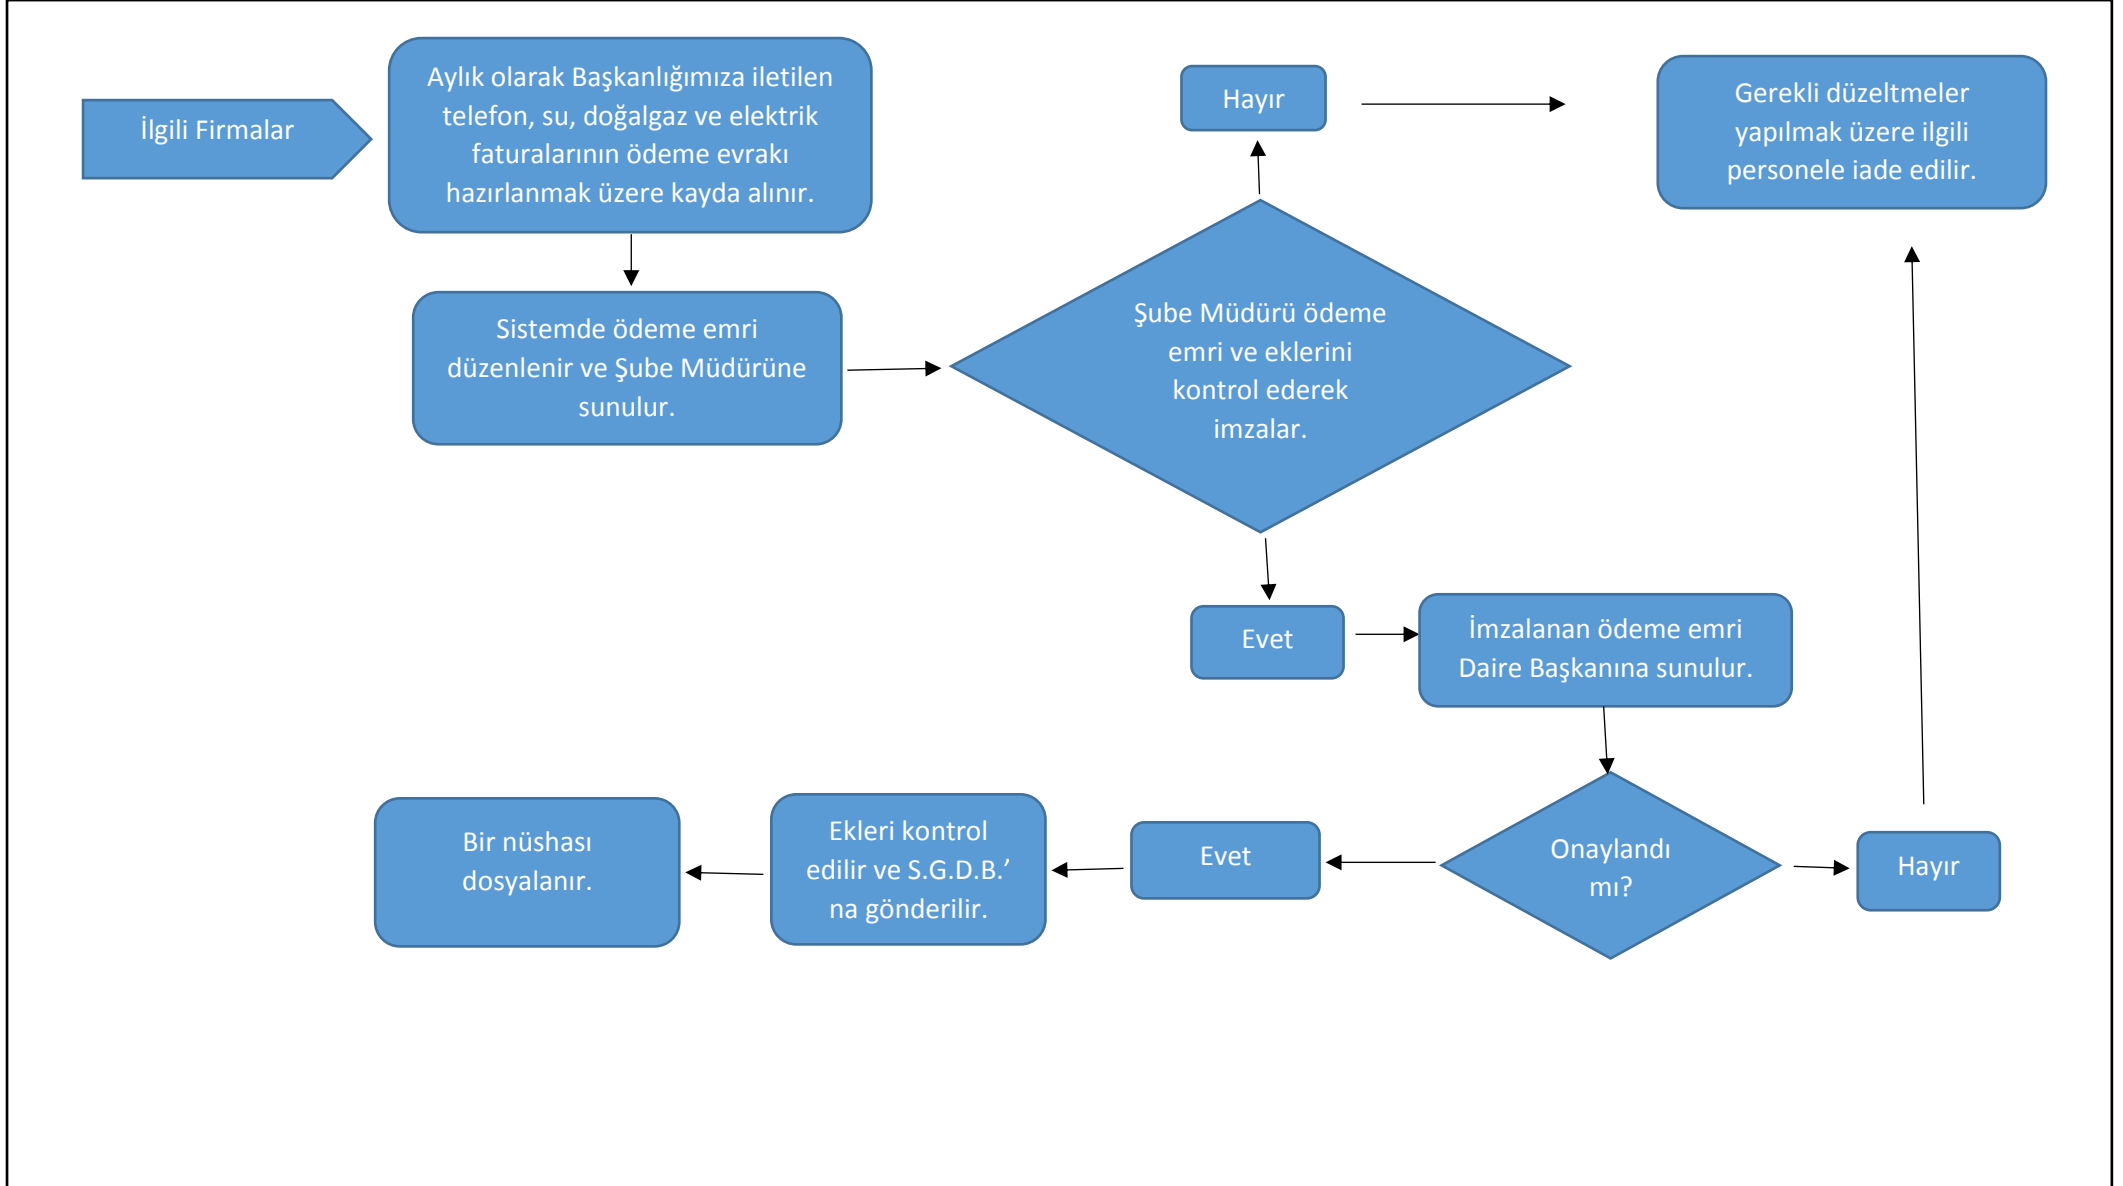 İlgili Firmalar
Aylık olarak Başkanlığımıza iletilen
telefon, su, doğalgaz ve elektrik
faturalarının ödeme evrakı
hazırlanmak üzere kayda alınır.
Sistemde ödeme emri
düzenlenir ve Şube Müdürüne
sunulur.
Şube Müdürü ödeme
emri ve eklerini
kontrol ederek
imzalar.
Hayır
Gerekli düzeltmeler
yapılmak üzere ilgili
personele iade edilir.
Evet
İmzalanan ödeme emri
Daire Başkanına sunulur.
Onaylandı
mı?
Hayır
Evet
Ekleri kontrol
edilir ve S.G.D.B.’
na gönderilir.
Bir nüshası
dosyalanır.